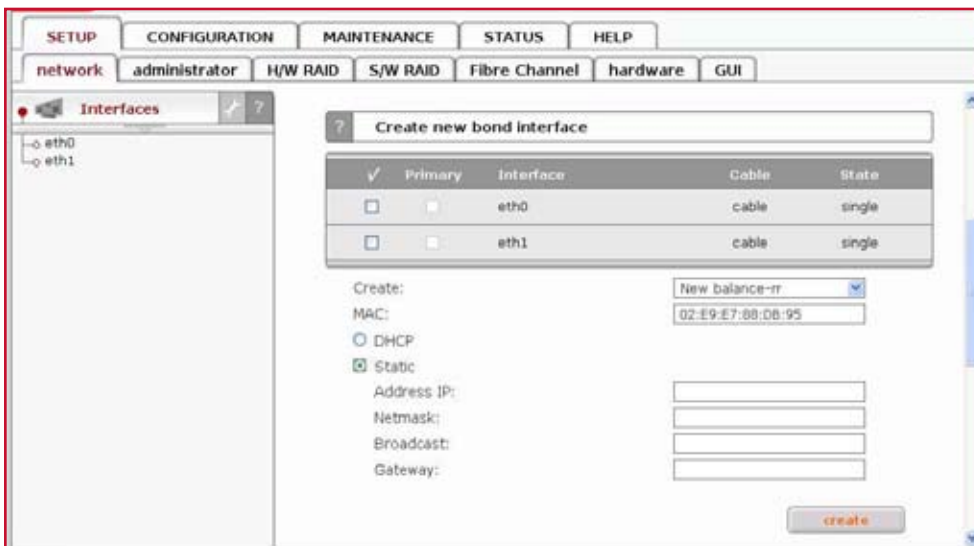 SETUP CONFIGURATION MAINTENANCE STATUS HELP
network administrator H/W RAID S/W RAID Fibre Channel hardware GUI
Interfaces ?
eth0
eth1
? Create new bond interface
Primary Interface Cable State
eth0 cable single
eth1 cable single
Create: New balance-rr
MAC: 02:E9:E7:88:DB:95
DHCP
Static
Address IP:
Netmask:
Broadcast:
Gateway:
create